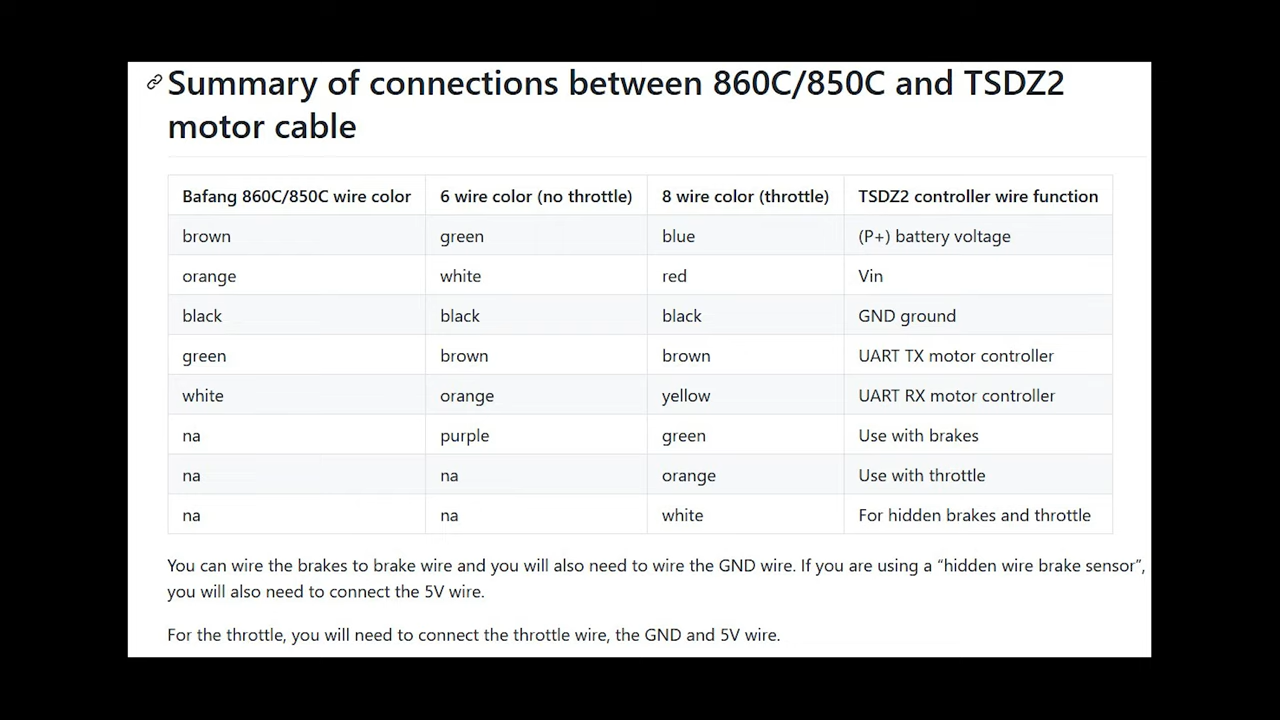 Summary of connections between 860C/850C and TSDZ2
motor cable
Bafang 860C/850C wire color 6 wire color (no throttle) 8 wire color (throttle) TSDZ2 controller wire function
brown green blue (P+) battery voltage
orange white red Vin
black black black GND ground
green brown brown UART TX motor controller
white orange yellow UART RX motor controller
na purple green Use with brakes
na na orange Use with throttle
na na white For hidden brakes and throttle
You can wire the brakes to brake wire and you will also need to wire the GND wire. If you are using a “hidden wire brake sensor”,
you will also need to connect the 5V wire.
For the throttle, you will need to connect the throttle wire, the GND and 5V wire.